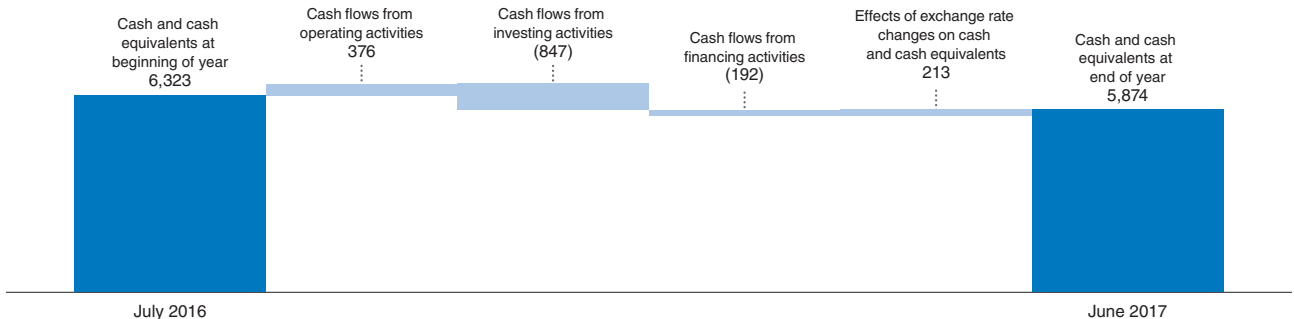 Cash and cash
equivalents at
beginning of year
6,323
Cash flows from
operating activities
376
Cash flows from
investing activities
(847)
Cash flows from
financing activities
(192)
Effects of exchange rate
changes on cash
and cash equivalents
213
Cash and cash
equivalents at
end of year
5,874
July 2016
June 2017